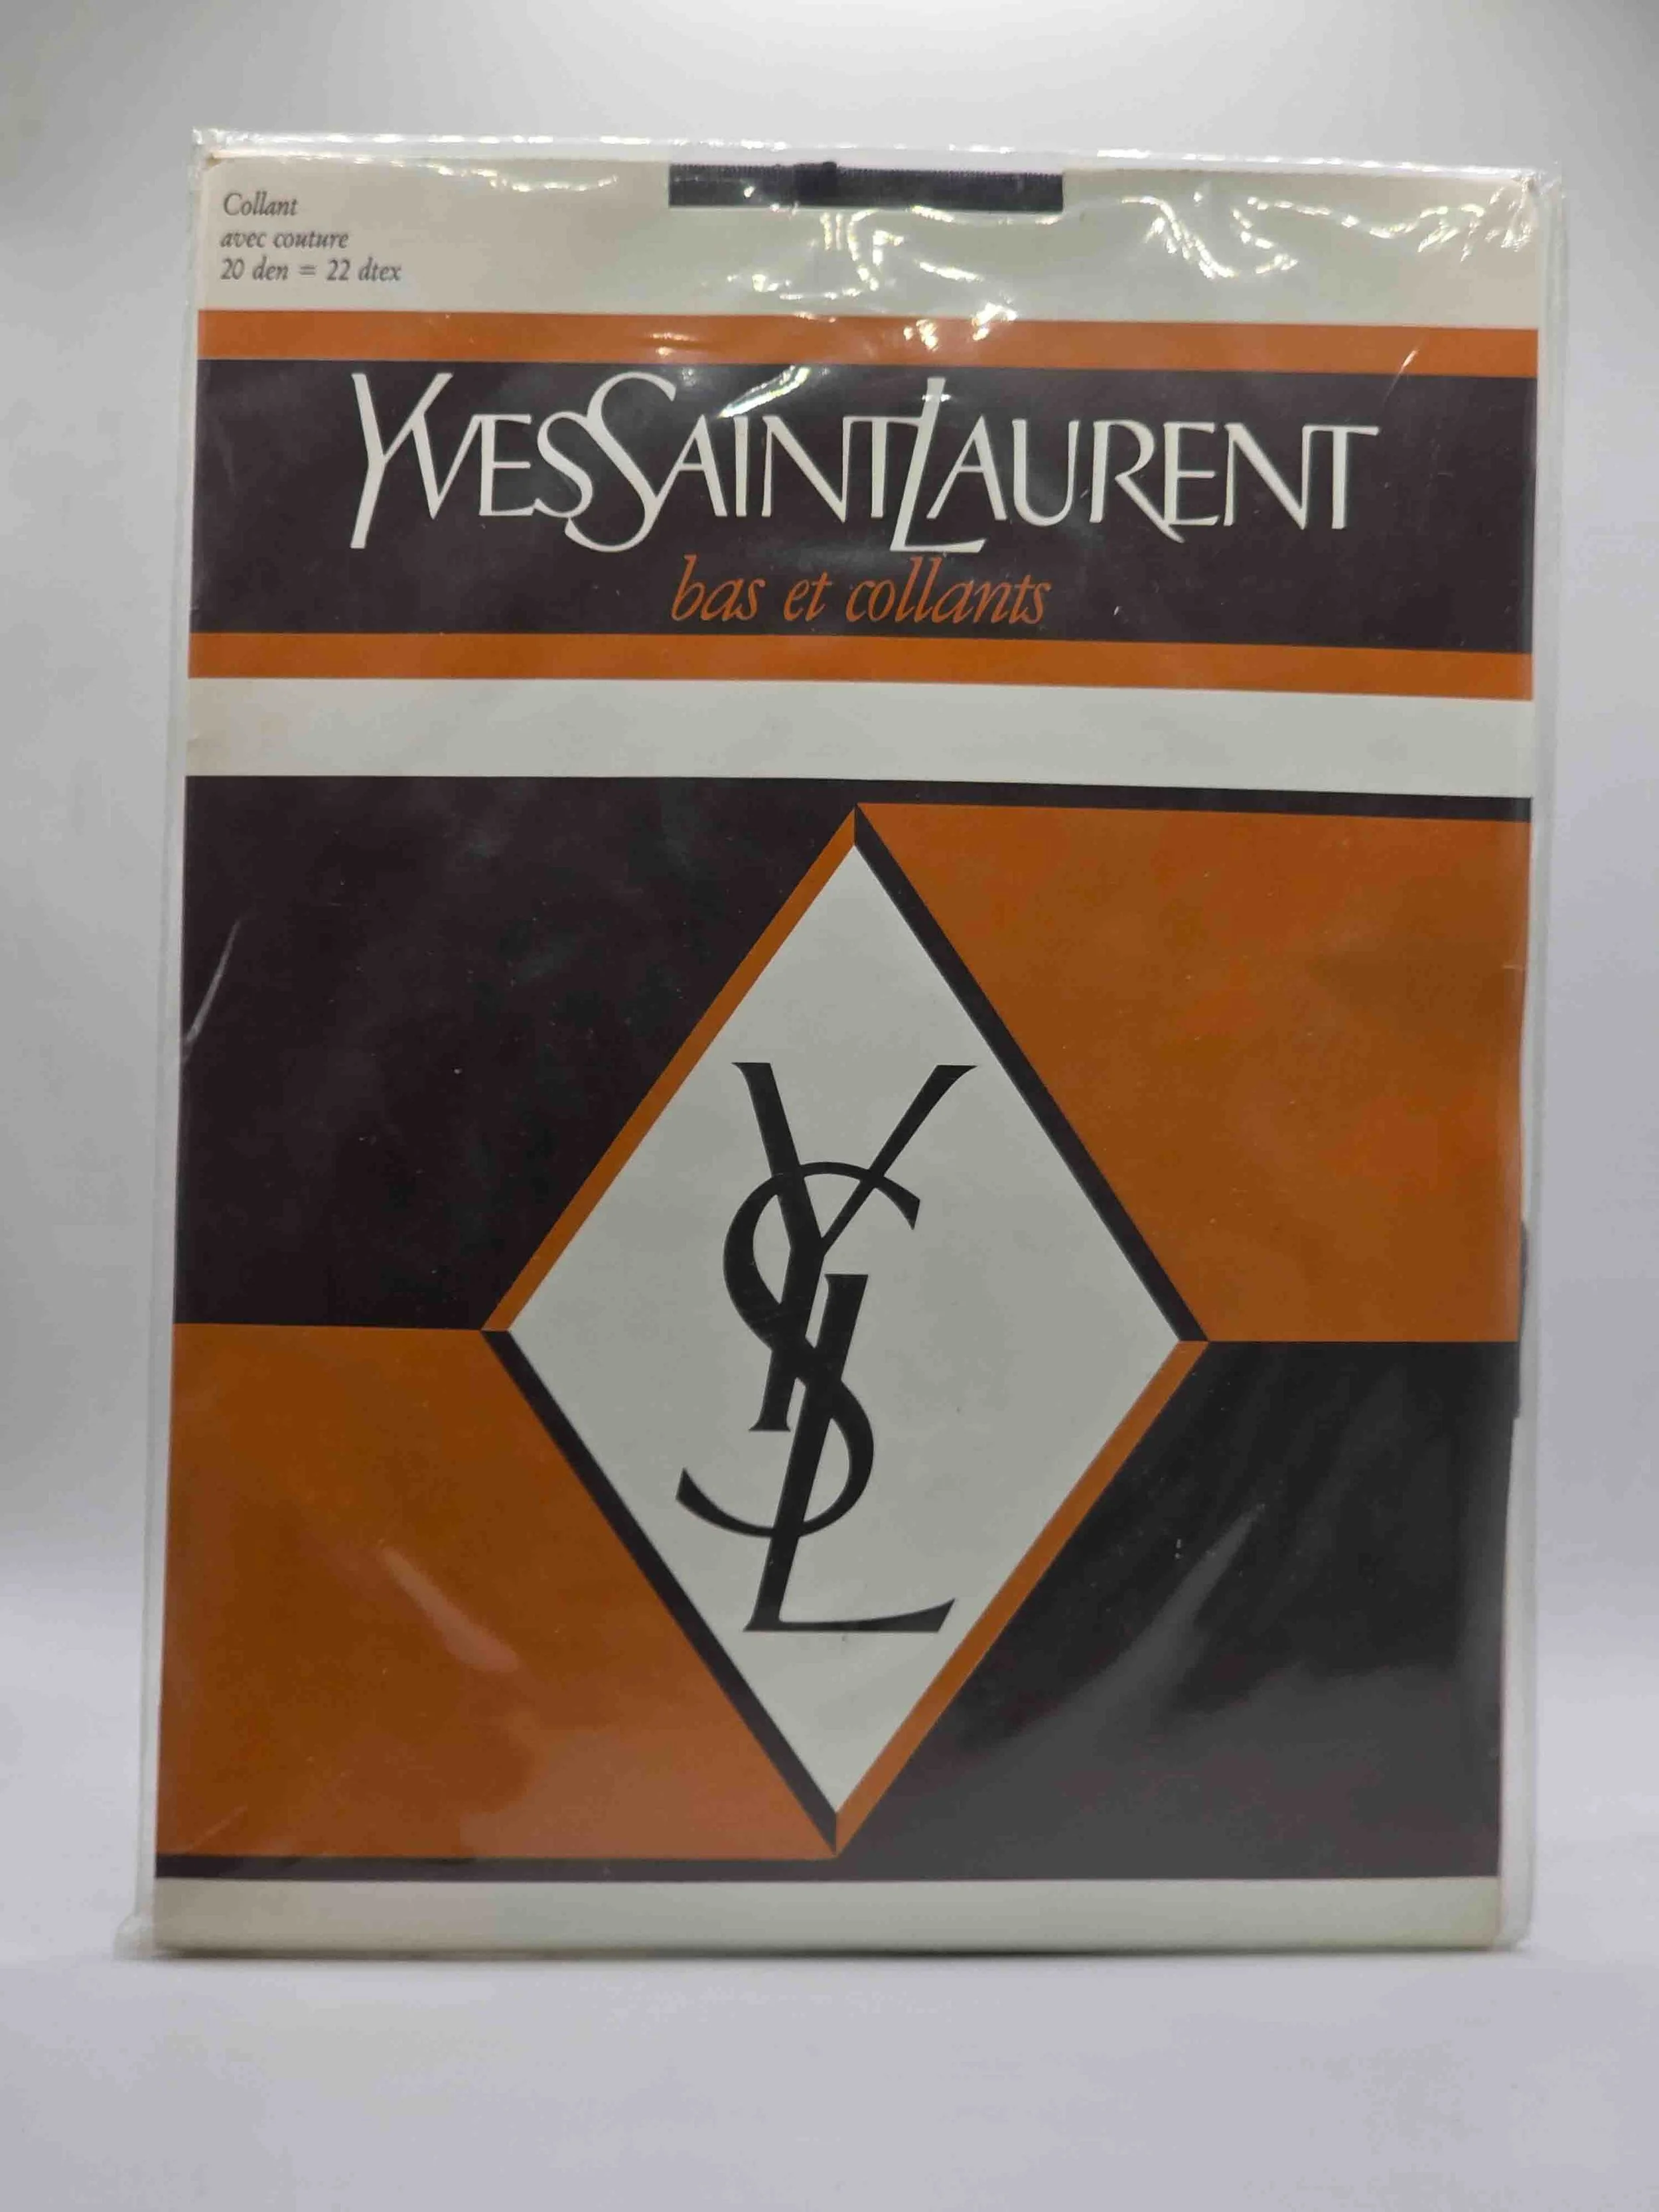 Collant
avec couture
20 den = 22 dtex
YVESSAINTLAURENT
bas et collants
YSL